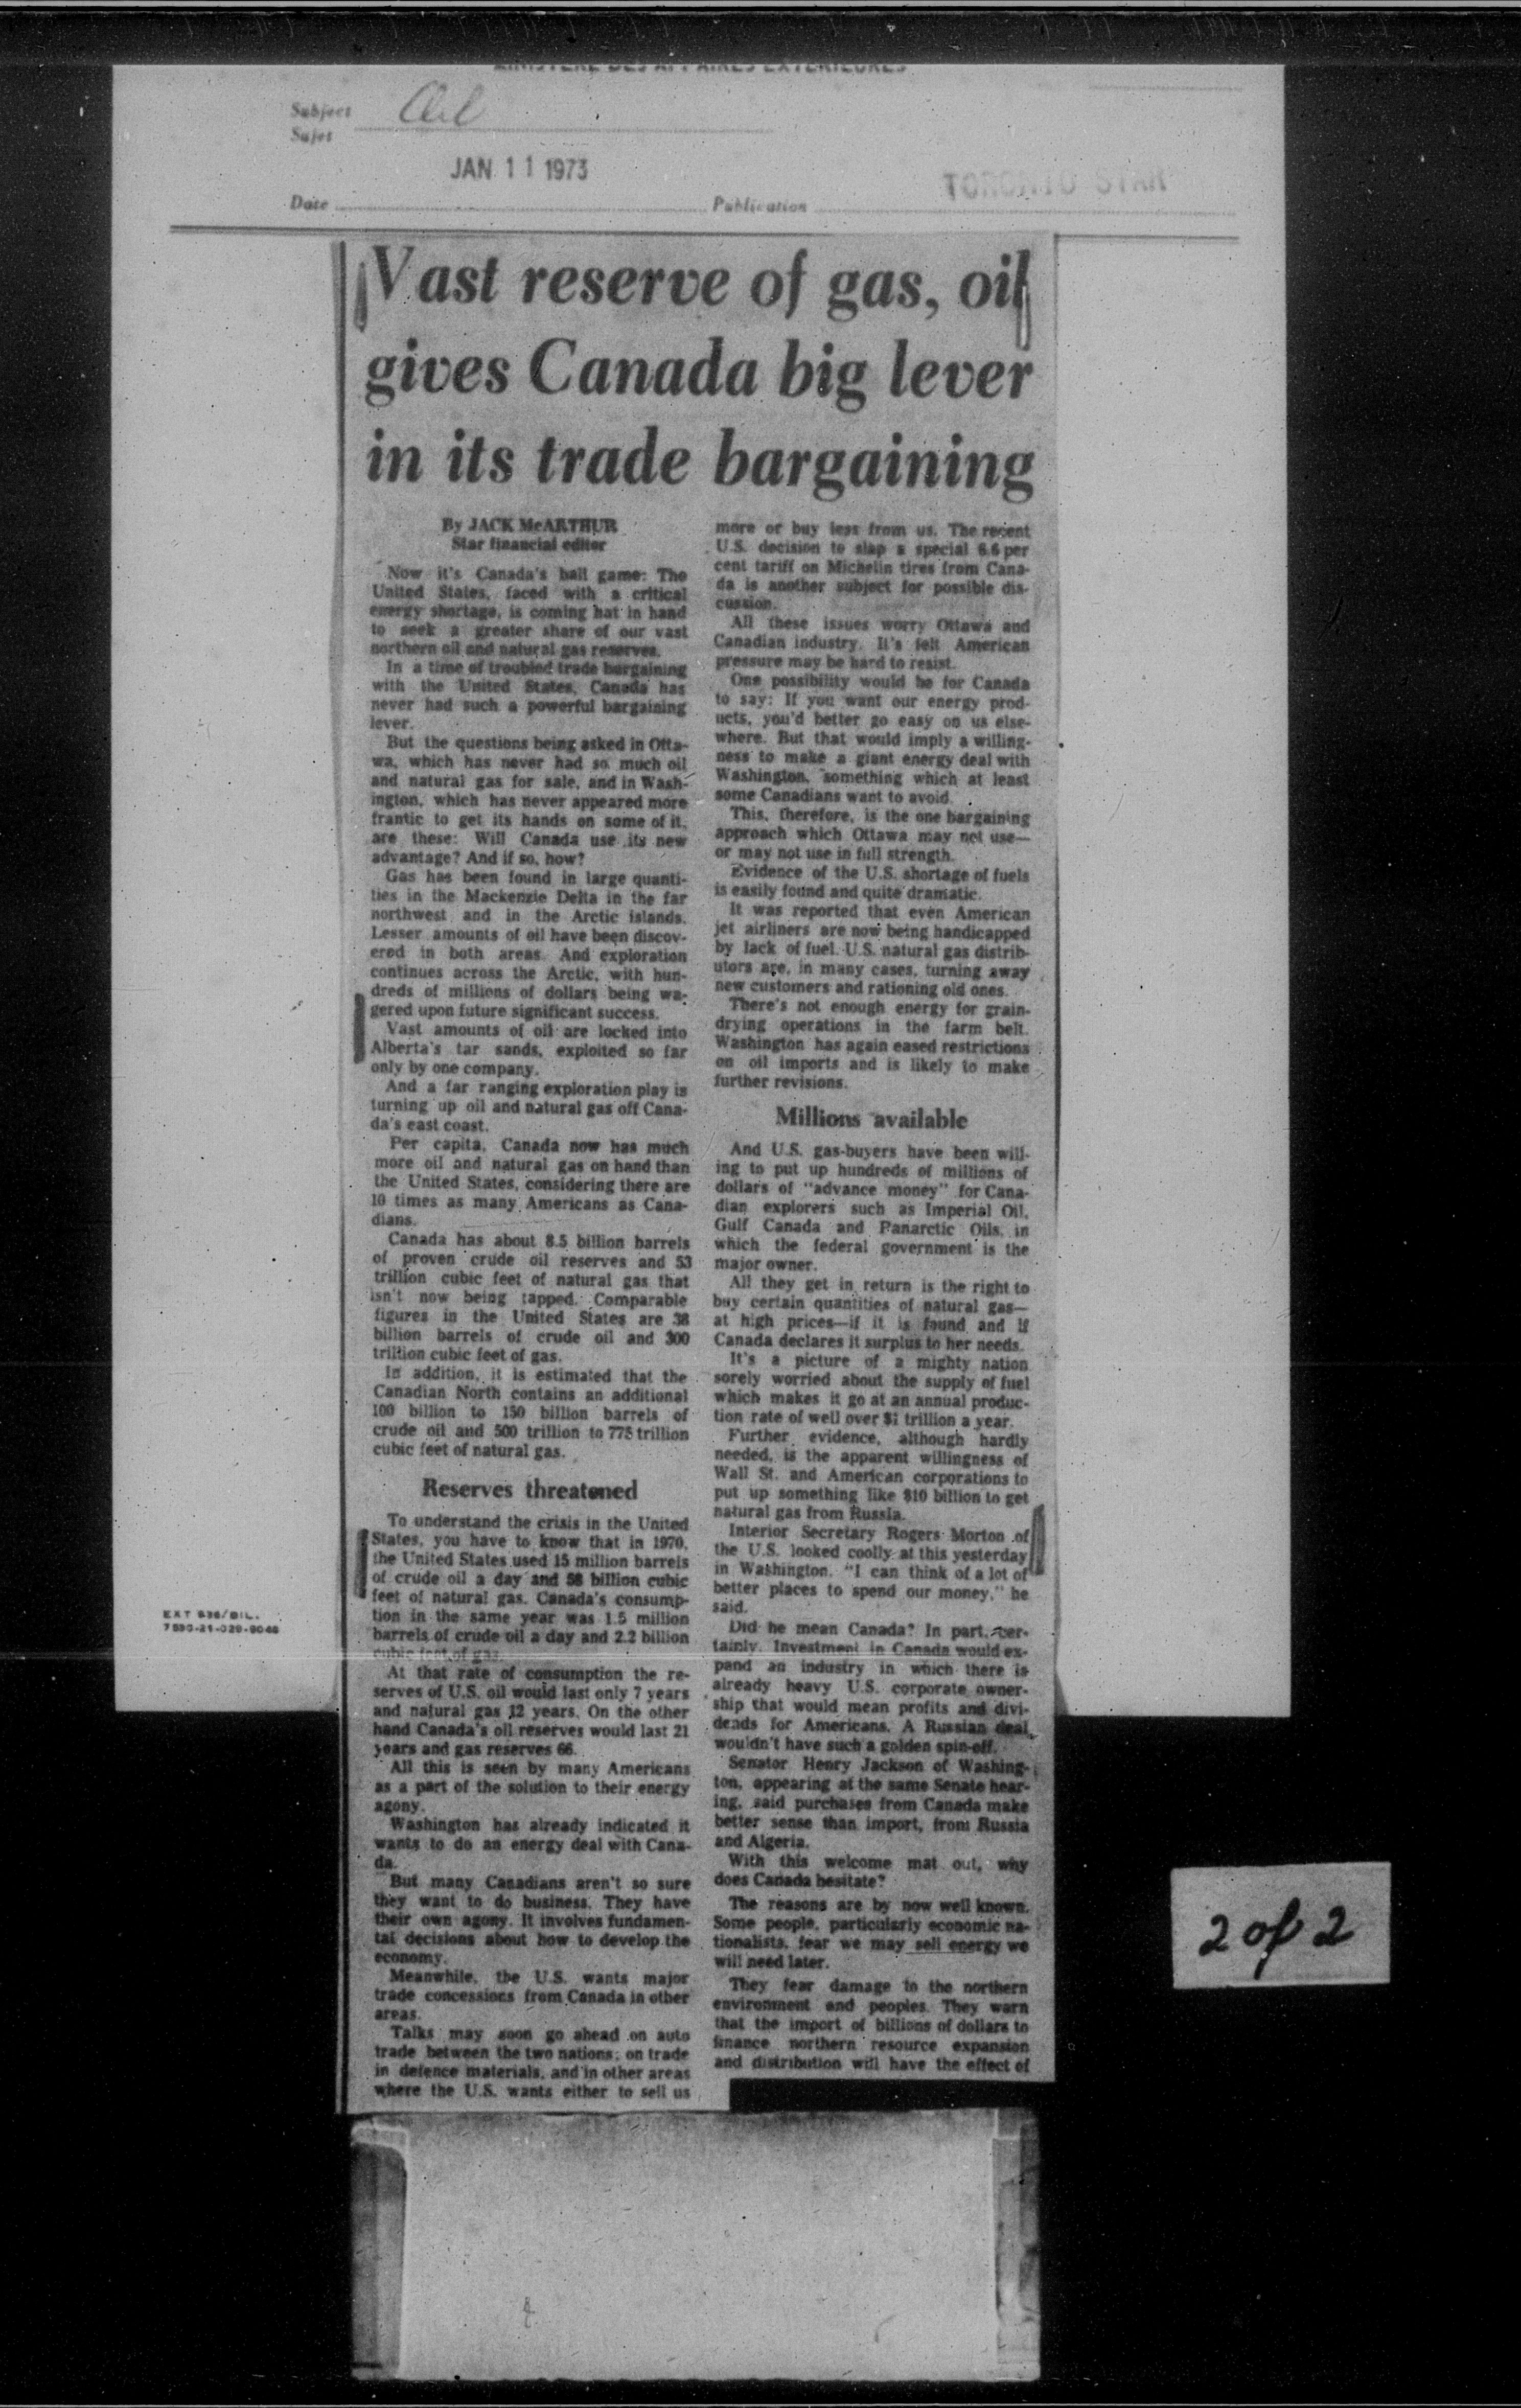 MINISTERE DES AFFAIRES EXTERIEURES
Subject
Sujet
JAN 11 1973
TORONTO STAR
Date
Publication
Vast reserve of gas, oil
gives Canada big lever
in its trade bargaining
By JACK McARTHUR
Star financial editor
Now it's Canada's ball game: The
United States, faced with a critical
energy shortage, is coming hat in hand
to seek a greater share of our vast
northern oil and natural gas reserves.
In a time of troubled trade bargaining
with the United States, Canada has
never had such a powerful bargaining
lever.
But the questions being asked in Otta-
wa, which has never had so much oil
and natural gas for sale, and in Wash-
ington, which has never appeared more
frantic to get its hands on some of it,
are these: Will Canada use its new
advantage? And if so, how?
Gas has been found in large quanti-
ties in the Mackenzie Delta in the far
northwest and in the Arctic islands.
Lesser amounts of oil have been discov-
ered in both areas. And exploration
continues across the Arctic, with hun-
dreds of millions of dollars being wa-
gered upon future significant success.
Vast amounts of oil are locked into
Alberta's tar sands, exploited so far
only by one company.
And a far ranging exploration play is
turning up oil and natural gas off Cana-
da's east coast.
Per capita, Canada now has much
more oil and natural gas on hand than
the United States, considering there are
10 times as many Americans as Cana-
dians.
Canada has about 8.5 billion barrels
of proven crude oil reserves and 53
trillion cubic feet of natural gas that
isn't now being tapped. Comparable
figures in the United States are 38
billion barrels of crude oil and 300
trillion cubic feet of gas.
In addition, it is estimated that the
Canadian North contains an additional
100 billion to 150 billion barrels of
crude oil and 500 trillion to 775 trillion
cubic feet of natural gas.
Reserves threatened
To understand the crisis in the United
States, you have to know that in 1970,
the United States used 15 million barrels
of crude oil a day and 58 billion cubic
feet of natural gas. Canada's consump-
tion in the same year was 1.5 million
barrels of crude oil a day and 2.2 billion
cubic feet of gas.
At that rate of consumption the re-
serves of U.S. oil would last only 7 years
and natural gas 12 years. On the other
hand Canada's oil reserves would last 21
years and gas reserves 66.
All this is seen by many Americans
as a part of the solution to their energy
agony.
Washington has already indicated it
wants to do an energy deal with Cana-
da.
But many Canadians aren't so sure
they want to do business. They have
their own agony. It involves fundamen-
tal decisions about how to develop the
economy.
Meanwhile, the U.S. wants major
trade concessions from Canada in other
areas.
Talks may soon go ahead on auto
trade between the two nations; on trade
in defence materials, and in other areas
where the U.S. wants either to sell us
more or buy less from us. The recent
U.S. decision to slap a special 6.6 per
cent tariff on Michelin tires from Cana-
da is another subject for possible dis-
cussion.
All these issues worry Ottawa and
Canadian industry. It's felt American
pressure may be hard to resist.
One possibility would be for Canada
to say: If you want our energy prod-
ucts, you'd better go easy on us else-
where. But that would imply a willing-
ness to make a giant energy deal with
Washington, something which at least
some Canadians want to avoid.
This, therefore, is the one bargaining
approach which Ottawa may not use—
or may not use in full strength.
Evidence of the U.S. shortage of fuels
is easily found and quite dramatic.
It was reported that even American
jet airliners are now being handicapped
by lack of fuel. U.S. natural gas distrib-
utors are, in many cases, turning away
new customers and rationing old ones.
There's not enough energy for grain-
drying operations in the farm belt.
Washington has again eased restrictions
on oil imports and is likely to make
further revisions.
Millions available
And U.S. gas-buyers have been will-
ing to put up hundreds of millions of
dollars of "advance money" for Cana-
dian explorers such as Imperial Oil,
Gulf Canada and Panarctic Oils, in
which the federal government is the
major owner.
All they get in return is the right to
buy certain quantities of natural gas—
at high prices—if it is found and if
Canada declares it surplus to her needs.
It's a picture of a mighty nation
sorely worried about the supply of fuel
which makes it go at an annual produc-
tion rate of well over $1 trillion a year.
Further evidence, although hardly
needed, is the apparent willingness of
Wall St. and American corporations to
put up something like $10 billion to get
natural gas from Russia.
Interior Secretary Rogers Morton of
the U.S. looked coolly at this yesterday
in Washington. "I can think of a lot of
better places to spend our money," he
said.
Did he mean Canada? In part, cer-
tainly. Investment in Canada would ex-
pand an industry in which there is
already heavy U.S. corporate owner-
ship that would mean profits and divi-
dends for Americans. A Russian deal
wouldn't have such a golden spin-off.
Senator Henry Jackson of Washing-
ton, appearing at the same Senate hear-
ing, said purchases from Canada make
better sense than import, from Russia
and Algeria.
With this welcome mat out, why
does Canada hesitate?
The reasons are by now well known.
Some people, particularly economic na-
tionalists, fear we may sell energy we
will need later.
They fear damage to the northern
environment and peoples. They warn
that the import of billions of dollars to
finance northern resource expansion
and distribution will have the effect of
EXT 938/BIL.
7530-21-029-9048
2 of 2